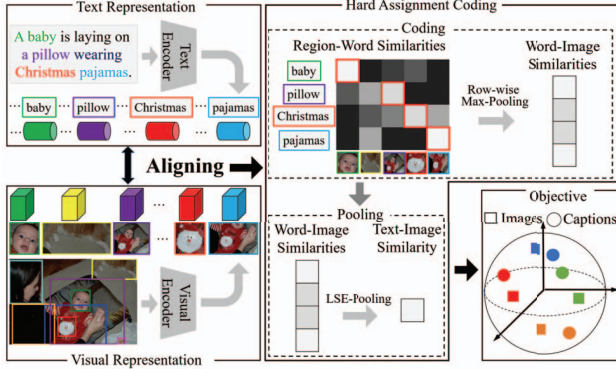 Text Representation
A baby is laying on
a pillow wearing
Christmas pajamas.
Text
Encoder
... baby ... pillow ... Christmas ... pajamas
... ... ... ...
Aligning
...
...
Visual
Encoder
Visual Representation
Hard Assignment Coding
Coding
Region-Word Similarities
baby
pillow
Christmas
pajamas
Row-wise
Max-Pooling
Word-Image
Similarities
Pooling
Word-Image
Similarities
Text-Image
Similarity
LSE-Pooling
Objective
Images Captions